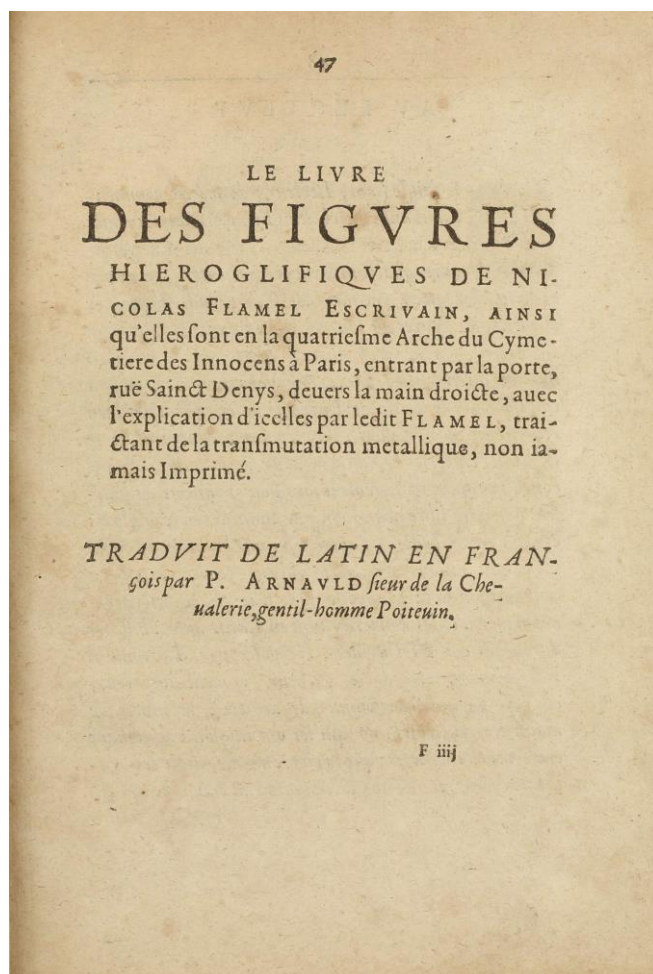 47
LE LIVRE
DES FIGVRES
HIEROGLIFIQVES DE NI-
COLAS FLAMEL ESCRIVAIN, AINSI
qu'elles ſont en la quatrieſme Arche du Cyme-
tiere des Innocens à Paris, entrant par la porte,
ruë Sainct Denys, deuers la main droicte, auec
l'explication d'icelles par ledit FLAMEL, trai-
ctant de la tranſmutation metallique, non ia-
mais Imprimé.
TRADVIT DE LATIN EN FRAN-
çois par P. ARNAVLD ſieur de la Che-
ualerie, gentil-homme Poiteuin.
F iiij